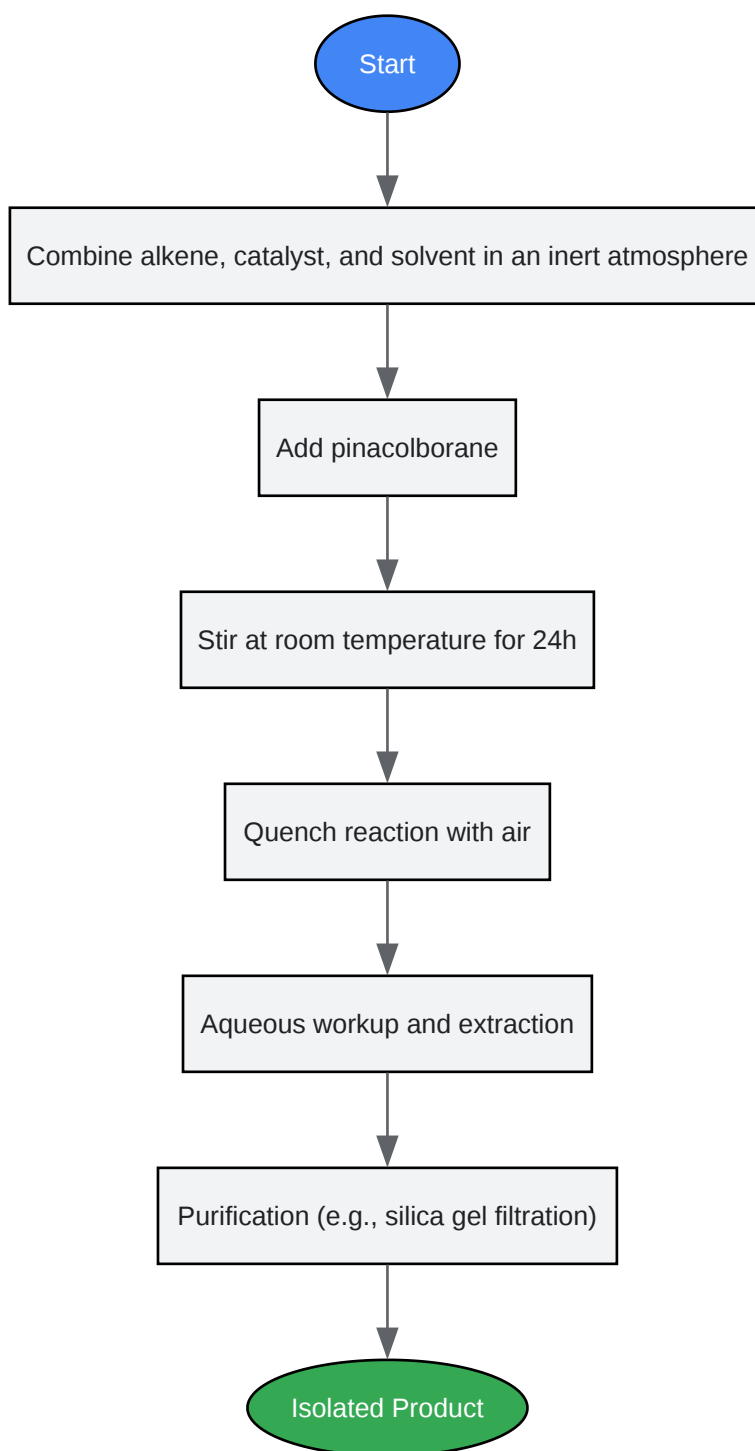 Start
Combine alkene, catalyst, and solvent in an inert atmosphere
Add pinacolborane
Stir at room temperature for 24h
Quench reaction with air
Aqueous workup and extraction
Purification (e.g., silica gel filtration)
Isolated Product